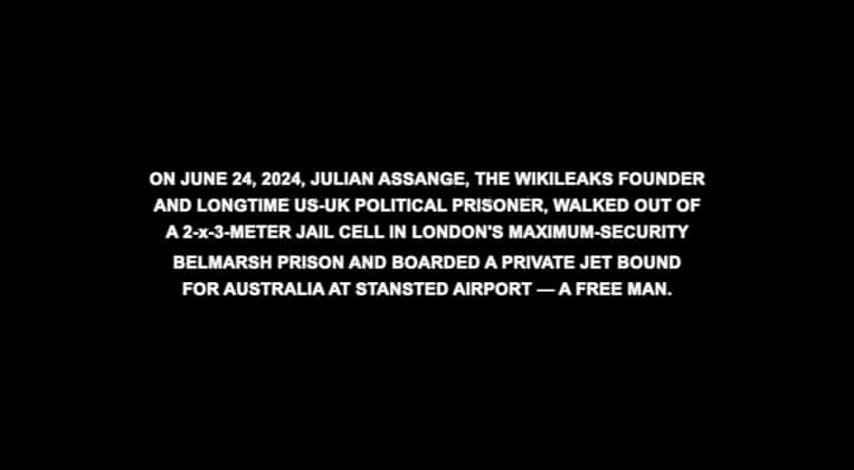 ON JUNE 24, 2024, JULIAN ASSANGE, THE WIKILEAKS FOUNDER
AND LONGTIME US-UK POLITICAL PRISONER, WALKED OUT OF
A 2-x-3-METER JAIL CELL IN LONDON'S MAXIMUM-SECURITY
BELMARSH PRISON AND BOARDED A PRIVATE JET BOUND
FOR AUSTRALIA AT STANSTED AIRPORT — A FREE MAN.